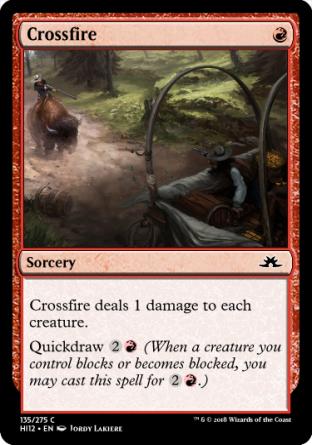 Crossfire
Sorcery
Crossfire deals 1 damage to each
creature.
Quickdraw 2 (When a creature you
control blocks or becomes blocked, you
may cast this spell for 2 .)
135/275 C
HI12 • EN JORDY LAKIERE
™ & © 2018 Wizards of the Coast